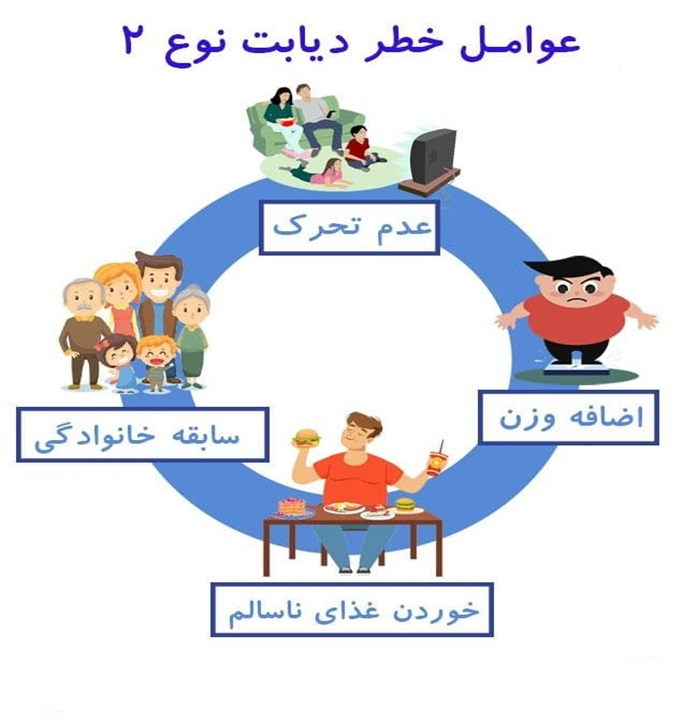 عوامل خطر دیابت نوع ۲
عدم تحرک
اضافه وزن
سابقه خانوادگی
خوردن غذای ناسالم